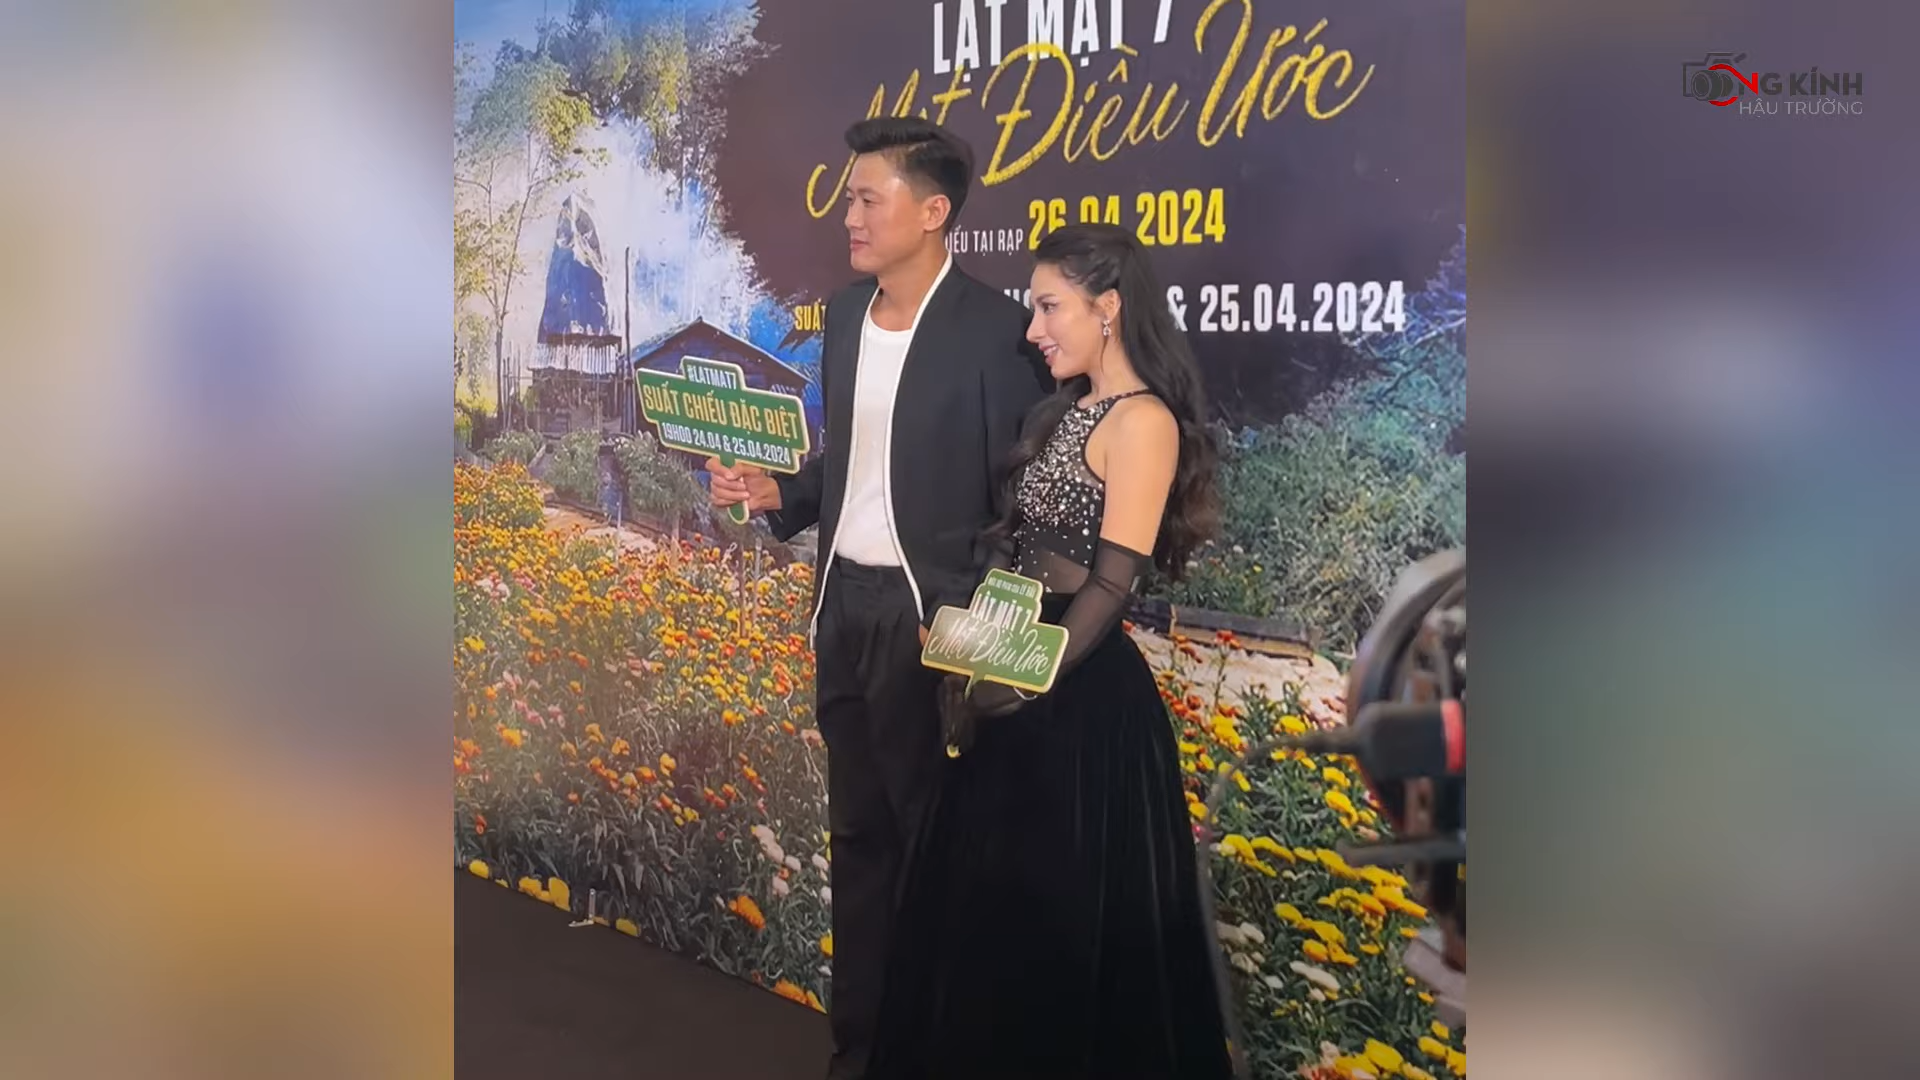 LẬT MẶT 7
Một Điều Ước
TẠI RẠP 26.04.2024
& 25.04.2024
#LATMAT7
SUẤT CHIẾU ĐẶC BIỆT
19H00 24.04 & 25.04.2024
LẬT MẶT 7
Một Điều Ước
ỐNG KÍNH
HẬU TRƯỜNG